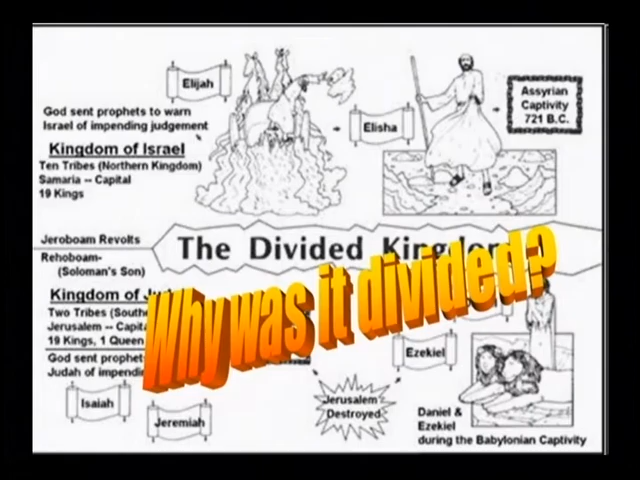 Elijah
God sent prophets to warn
Israel of impending judgement
Kingdom of Israel
Ten Tribes (Northern Kingdom)
Samaria -- Capital
19 Kings
Elisha
Assyrian
Captivity
721 B.C.
Jeroboam Revolts
Rehoboam-
(Soloman's Son)
The Divided
Why was it divided?
Kingdom of
Two Tribes
Jerusalem --
19 Kings, 1 Queen
God sent
Judah of
Isaiah
Jeremiah
Jerusalem
Destroyed
Ezekiel
Daniel &
Ezekiel
during the Babylonian Captivity